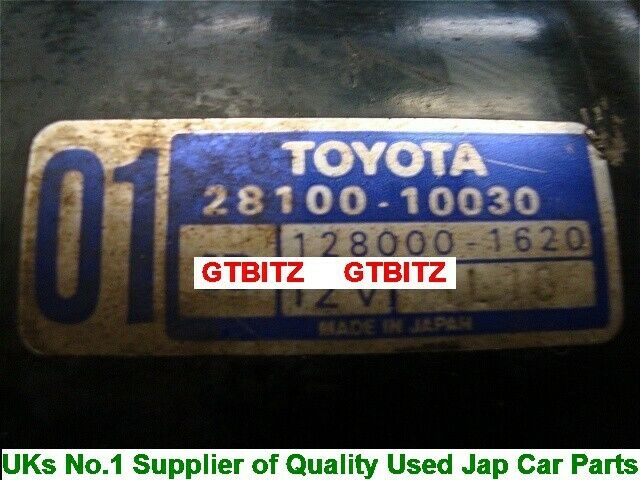 01
TOYOTA
28100-10030
128000-1620
GTBITZ GTBITZ
12V
MADE IN JAPAN
UKs No.1 Supplier of Quality Used Jap Car Parts